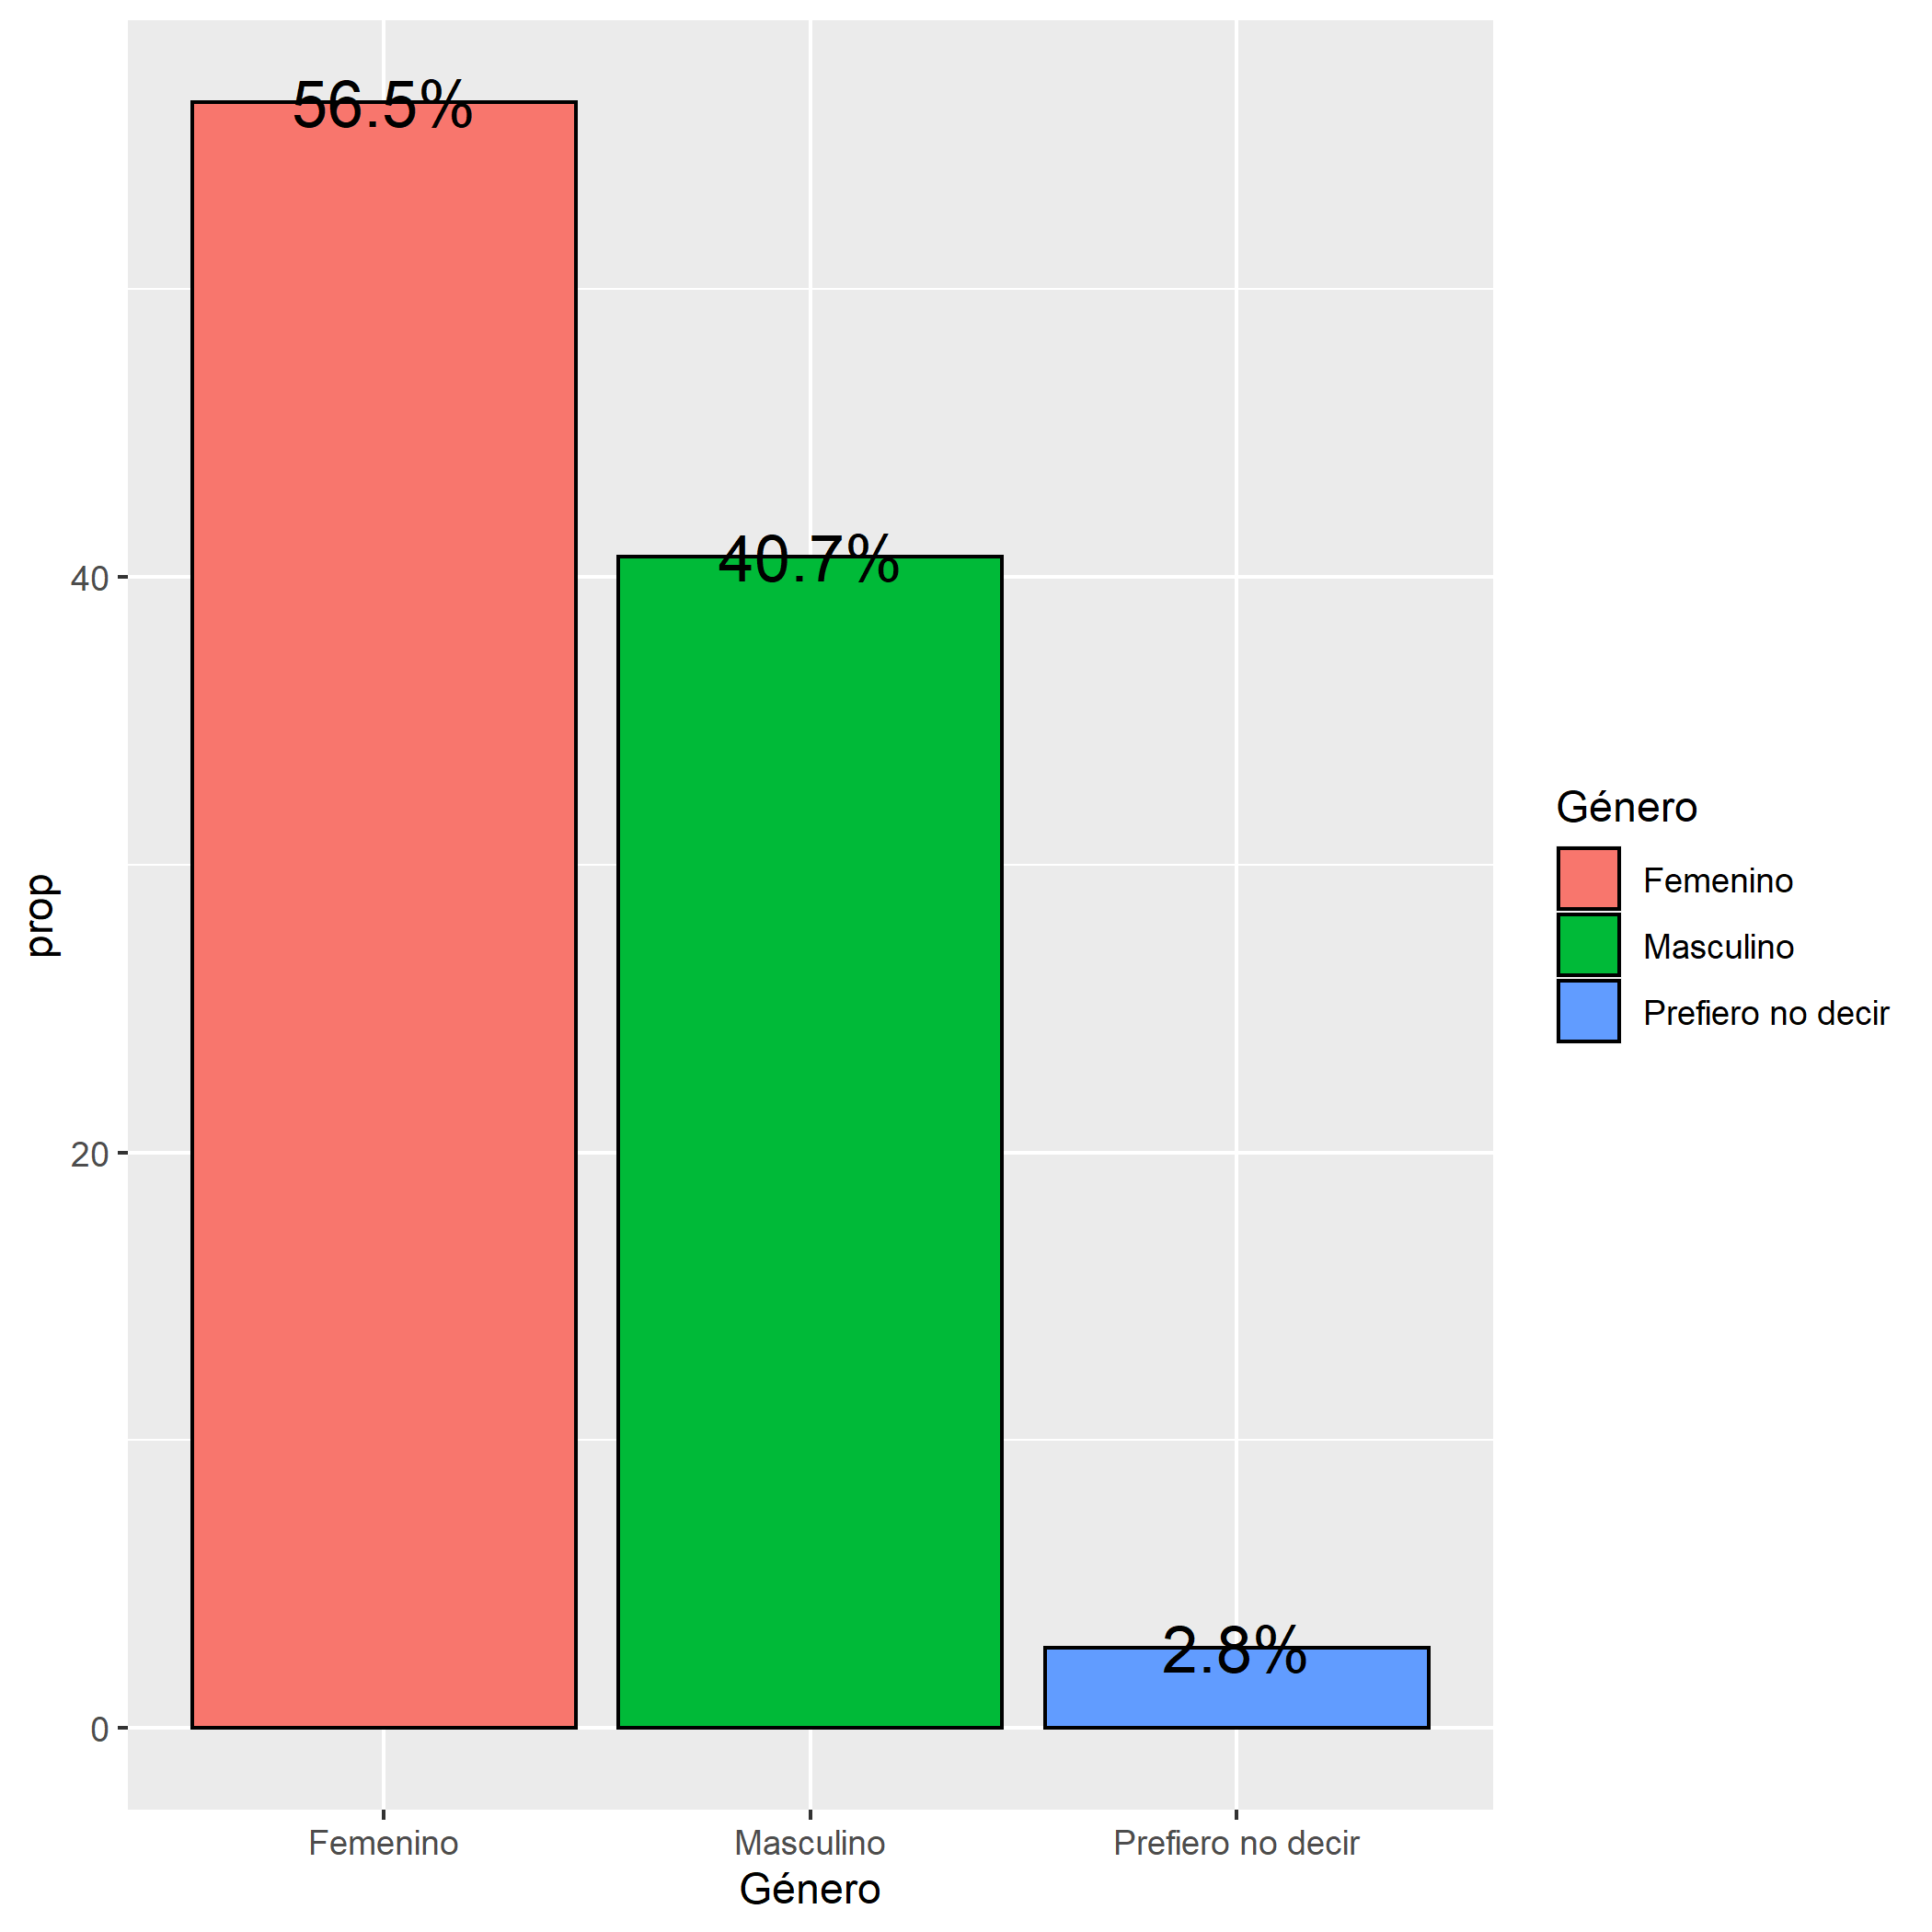 56.5%
40.7%
2.8%
40
20
0
prop
Femenino
Masculino
Prefiero no decir
Género
Género
Femenino
Masculino
Prefiero no decir